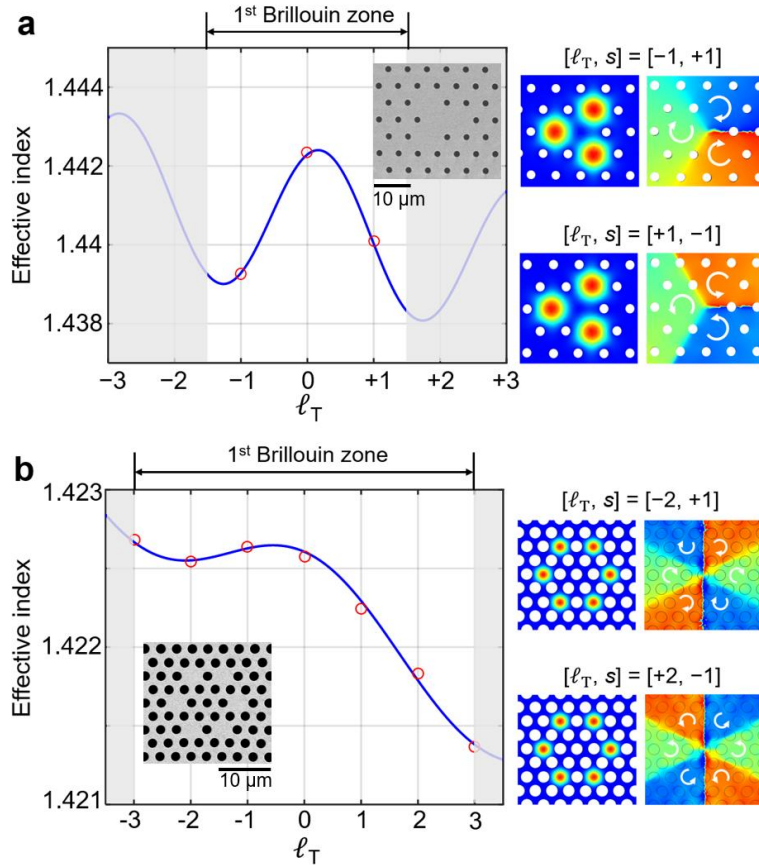 a
1st Brillouin zone
Effective index
1.444
1.442
1.44
1.438
10 µm
−3 −2 −1 0 +1 +2 +3
ℓT
[ℓT, s] = [−1, +1]
[ℓT, s] = [+1, −1]
b
1st Brillouin zone
Effective index
1.423
1.422
1.421
10 µm
-3 -2 -1 0 1 2 3
ℓT
[ℓT, s] = [−2, +1]
[ℓT, s] = [+2, −1]